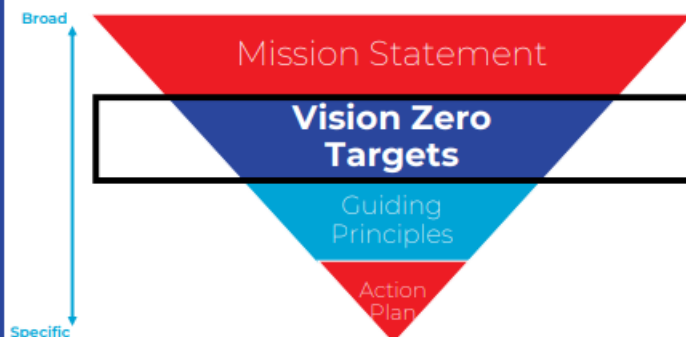 Broad
Mission Statement
Vision Zero
Targets
Guiding
Principles
Action
Plan
Specific